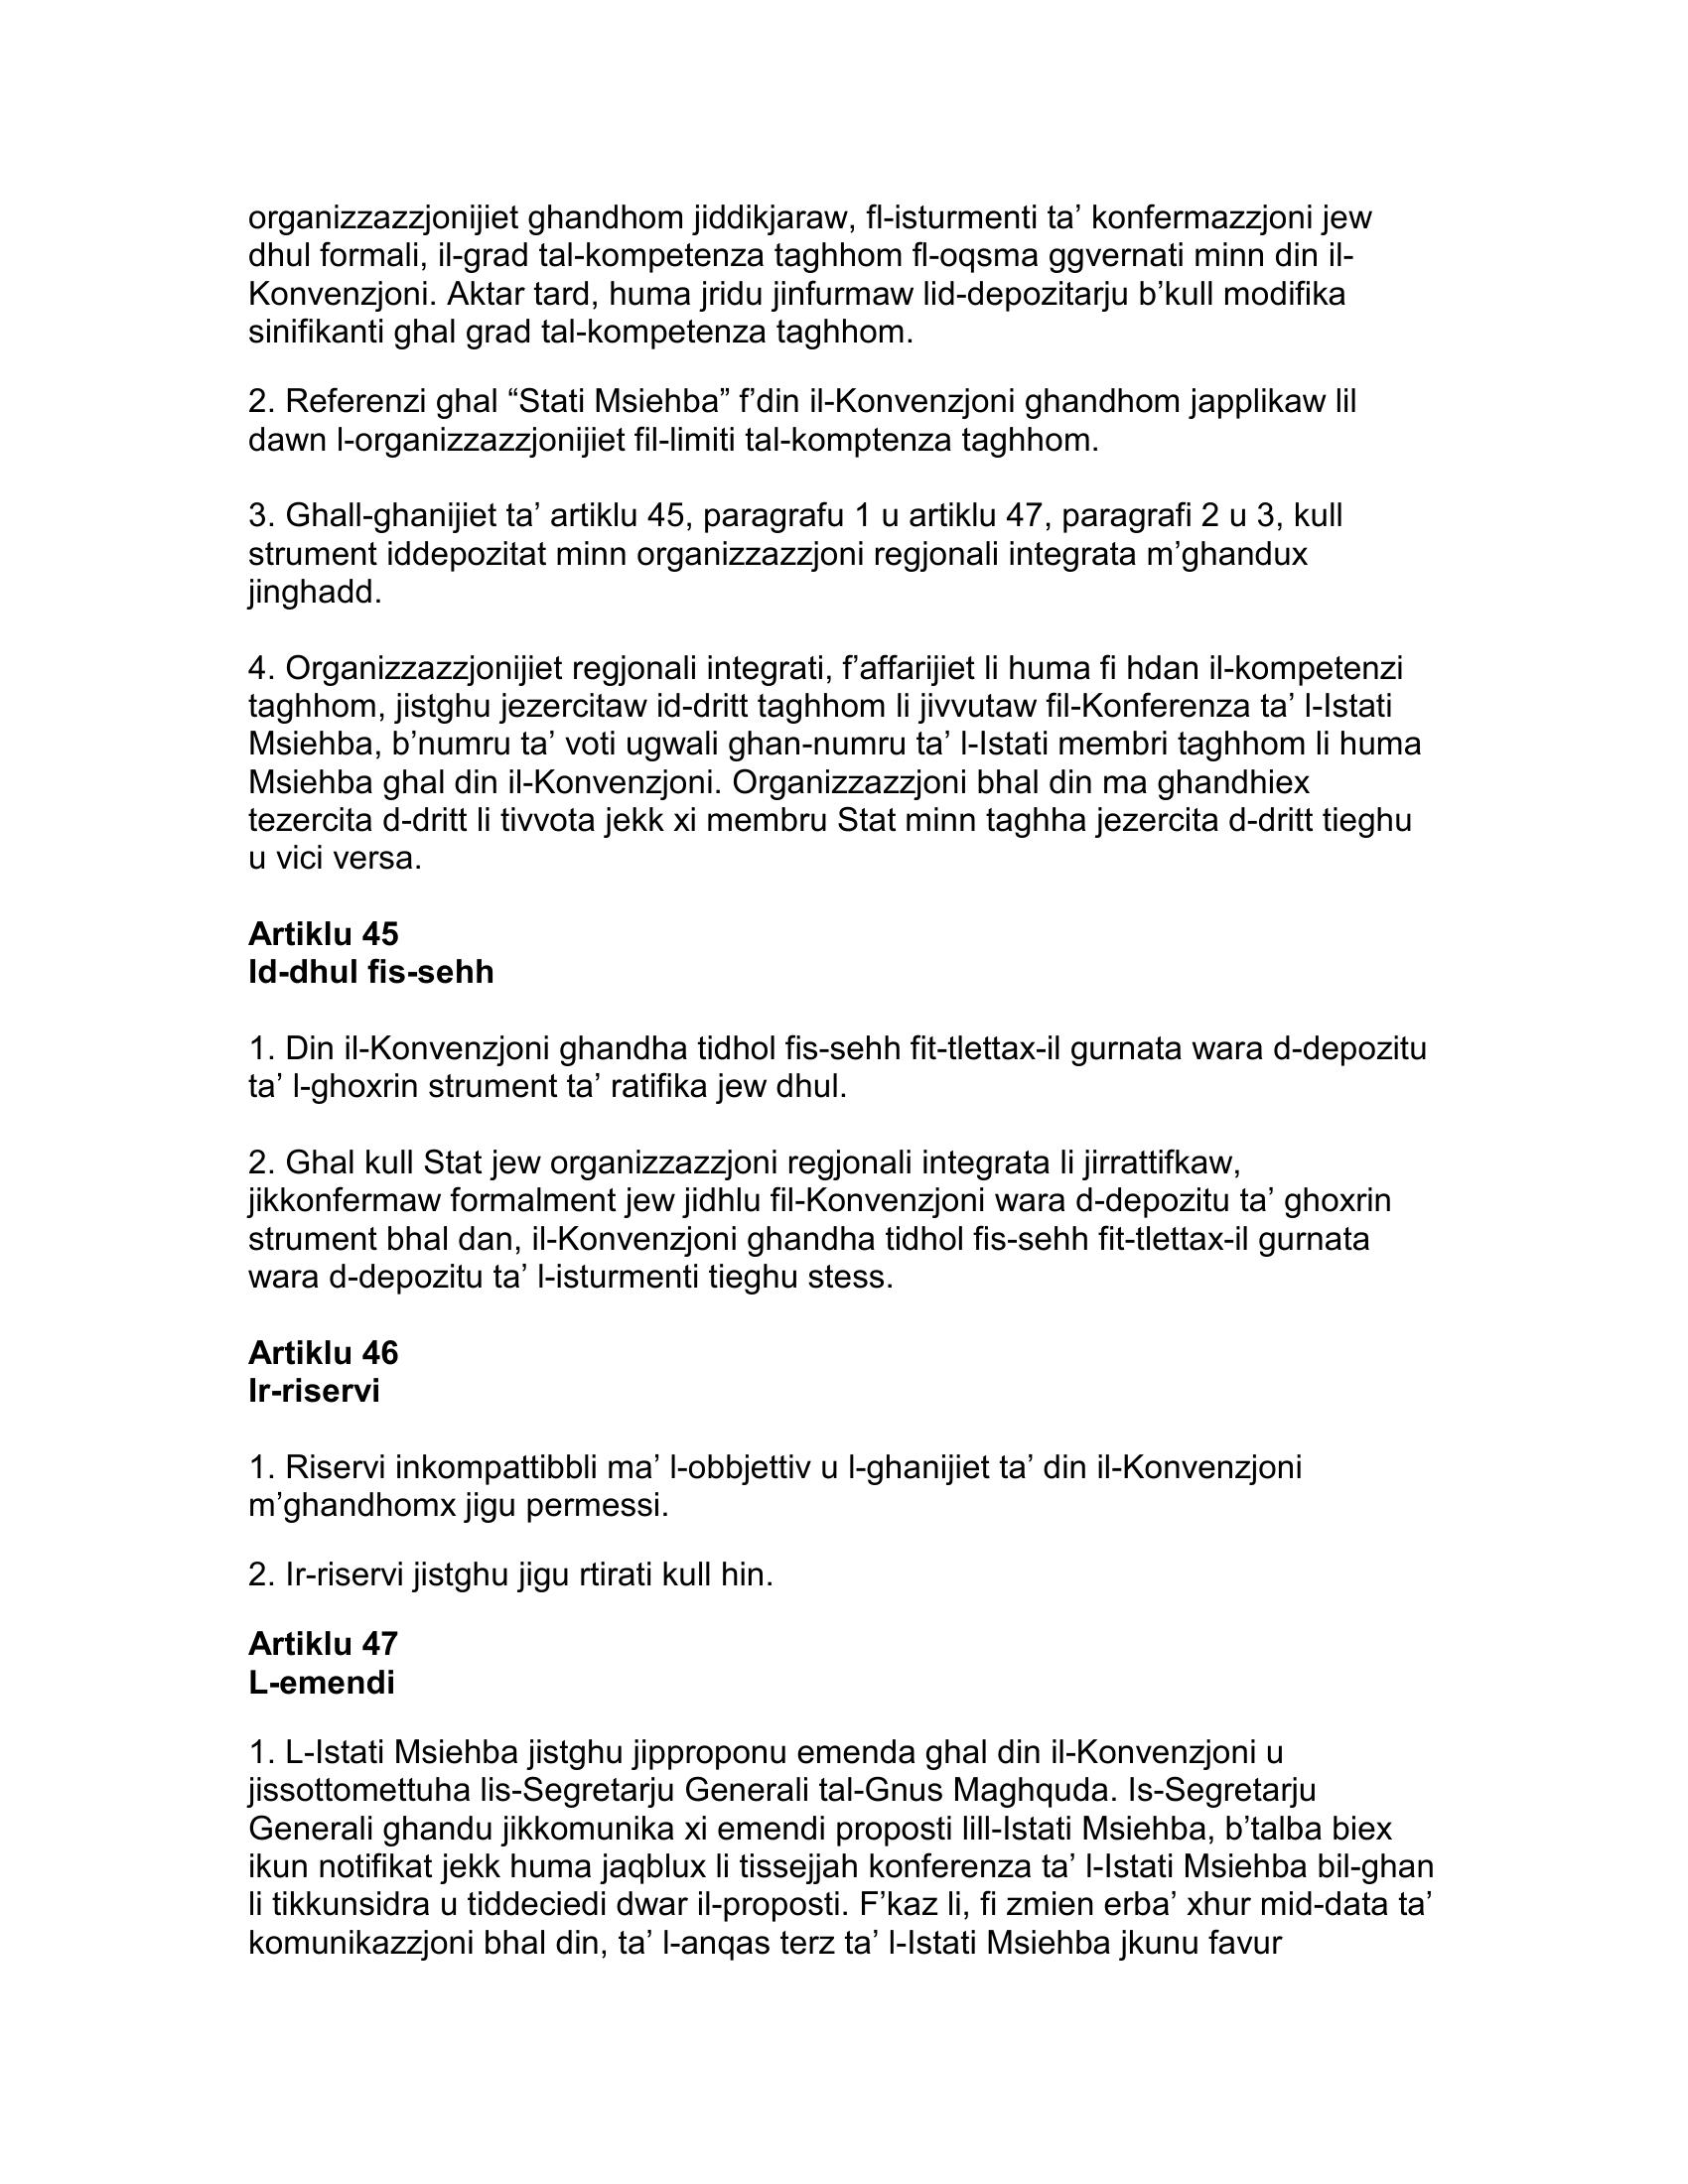 organizzazzjonijiet ghandhom jiddikjaraw, fl-isturmenti ta’ konfermazzjoni jew
dhul formali, il-grad tal-kompetenza taghhom fl-oqsma ggvernati minn din il-
Konvenzjoni. Aktar tard, huma jridu jinfurmaw lid-depozitarju b’kull modifika
sinifikanti ghal grad tal-kompetenza taghhom.
2. Referenzi ghal “Stati Msiehba” f’din il-Konvenzjoni ghandhom japplikaw lil
dawn l-organizzazzjonijiet fil-limiti tal-komptenza taghhom.
3. Ghall-ghanijiet ta’ artiklu 45, paragrafu 1 u artiklu 47, paragrafi 2 u 3, kull
strument iddepozitat minn organizzazzjoni regjonali integrata m’ghandux
jinghadd.
4. Organizzazzjonijiet regjonali integrati, f’affarijiet li huma fi hdan il-kompetenzi
taghhom, jistghu jezercitaw id-dritt taghhom li jivvutaw fil-Konferenza ta’ l-Istati
Msiehba, b’numru ta’ voti ugwali ghan-numru ta’ l-Istati membri taghhom li huma
Msiehba ghal din il-Konvenzjoni. Organizzazzjoni bhal din ma ghandhiex
tezercita d-dritt li tivvota jekk xi membru Stat minn taghha jezercita d-dritt tieghu
u vici versa.
Artiklu 45
Id-dhul fis-sehh
1. Din il-Konvenzjoni ghandha tidhol fis-sehh fit-tlettax-il gurnata wara d-depozitu
ta’ l-ghoxrin strument ta’ ratifika jew dhul.
2. Ghal kull Stat jew organizzazzjoni regjonali integrata li jirrattifkaw,
jikkonfermaw formalment jew jidhlu fil-Konvenzjoni wara d-depozitu ta’ ghoxrin
strument bhal dan, il-Konvenzjoni ghandha tidhol fis-sehh fit-tlettax-il gurnata
wara d-depozitu ta’ l-isturmenti tieghu stess.
Artiklu 46
Ir-riservi
1. Riservi inkompattibbli ma’ l-obbjettiv u l-ghanijiet ta’ din il-Konvenzjoni
m’ghandhomx jigu permessi.
2. Ir-riservi jistghu jigu rtirati kull hin.
Artiklu 47
L-emendi
1. L-Istati Msiehba jistghu jipproponu emenda ghal din il-Konvenzjoni u
jissottomettuha lis-Segretarju Generali tal-Gnus Maghquda. Is-Segretarju
Generali ghandu jikkomunika xi emendi proposti lill-Istati Msiehba, b’talba biex
ikun notifikat jekk huma jaqblux li tissejjah konferenza ta’ l-Istati Msiehba bil-ghan
li tikkunsidra u tiddeciedi dwar il-proposti. F’kaz li, fi zmien erba’ xhur mid-data ta’
komunikazzjoni bhal din, ta’ l-anqas terz ta’ l-Istati Msiehba jkunu favur